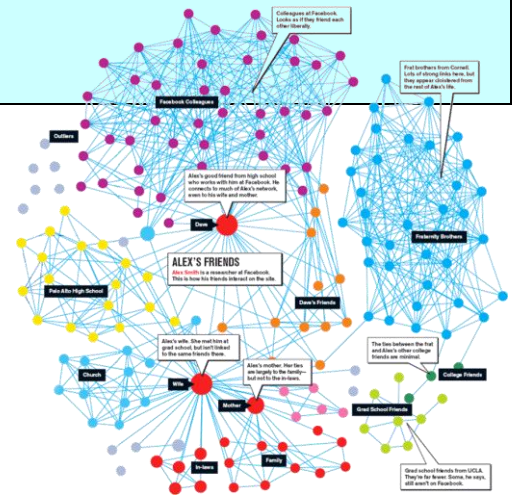 Colleagues at Facebook.
Looks as if they friend each
other liberally.
Frat brothers from Cornell.
Lots of strong links here, but
they appear cloistered from
the rest of Alex's life.
Facebook Colleagues
Outliers
Alex's good friend from high school
who works with him at Facebook. He
connects to much of Alex's network,
even to his wife and mother.
Dave
Fraternity Brothers
ALEX'S FRIENDS
Alex Smith is a researcher at Facebook.
This is how his friends interact on the site.
Palo Alto High School
Dave's Friends
Alex's wife. She met him at
grad school, but isn't linked
to the same friends there.
The ties between the frat
and Alex's other college
friends are minimal.
Alex's mother. Her ties
are largely to the family—
but not to the in-laws.
Church
Wife
College Friends
Mother
Grad School Friends
In-laws
Family
Grad school friends from UCLA.
They're far fewer. Some, he says,
still aren't on Facebook.